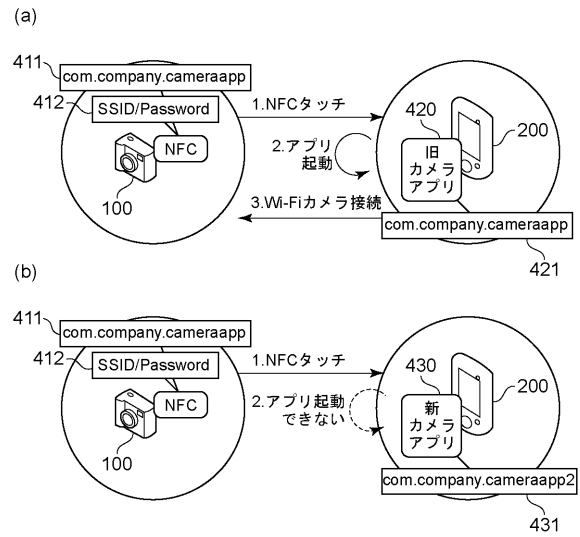 (a)
411
com.company.cameraapp
412
SSID/Password
NFC
100
1.NFCタッチ
2.アプリ
起動
3.Wi-Fiカメラ接続
420
旧
カメラ
アプリ
200
com.company.cameraapp
421
(b)
411
com.company.cameraapp
412
SSID/Password
NFC
100
1.NFCタッチ
2.アプリ起動
できない
430
新
カメラ
アプリ
200
com.company.cameraapp2
431